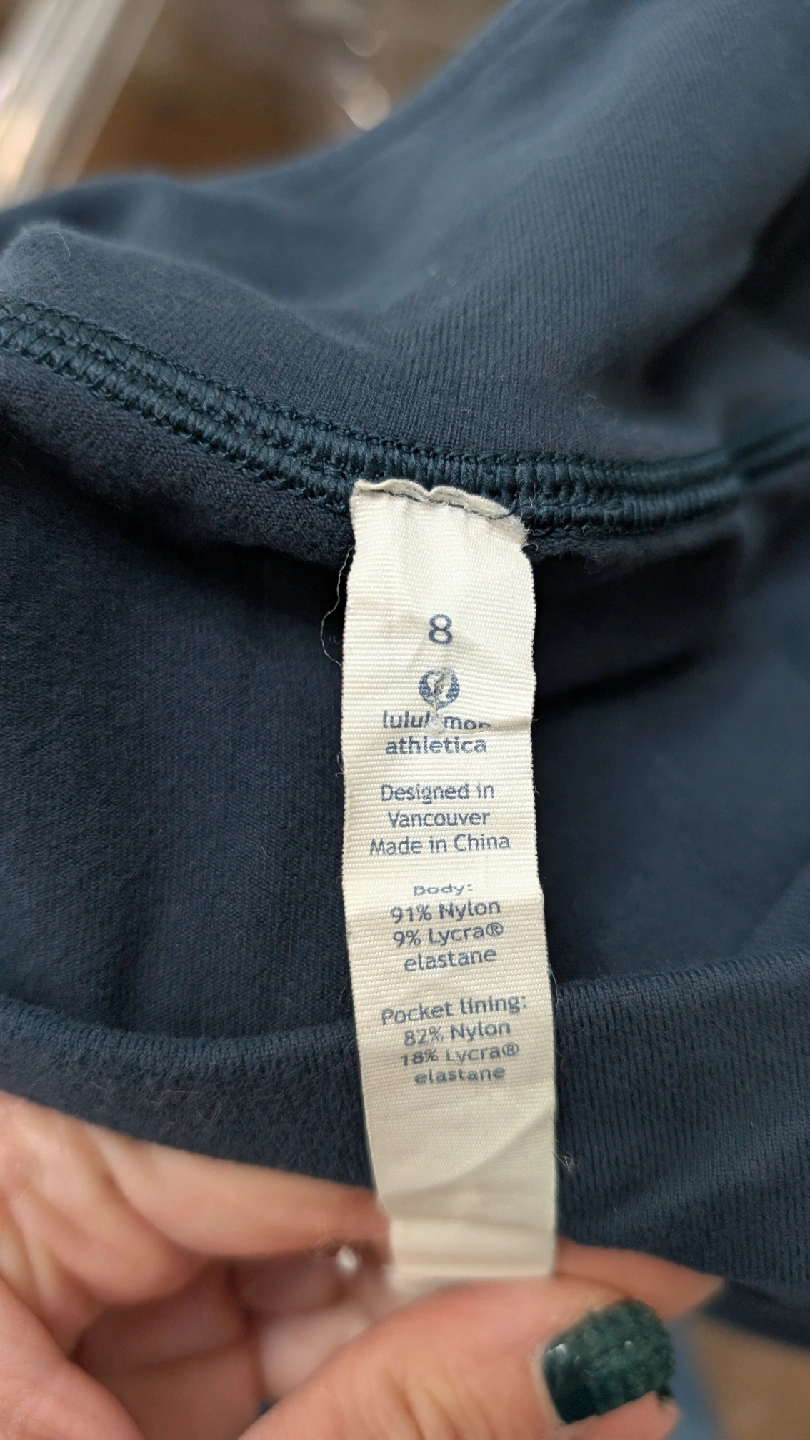 8
lululemon
athletica
Designed in
Vancouver
Made in China
Body:
91% Nylon
9% Lycra®
elastane
Pocket lining:
82% Nylon
18% Lycra®
elastane